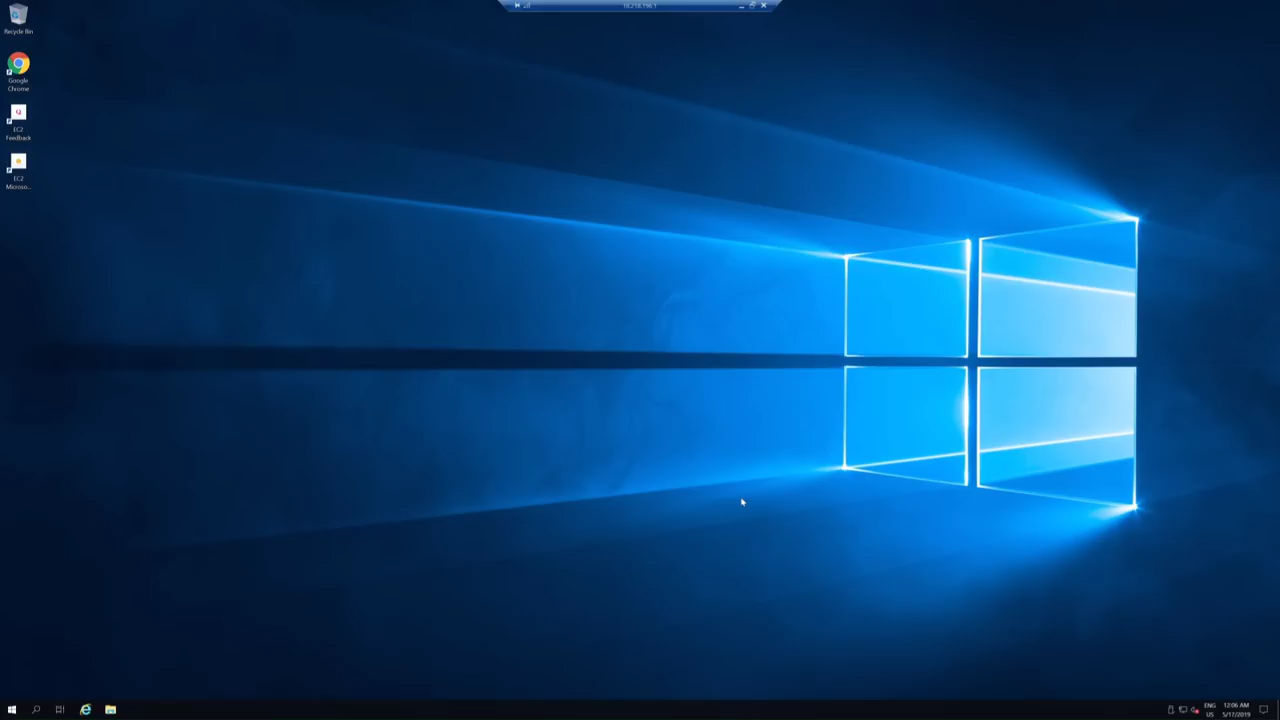 Recycle Bin
Google
Chrome
EC2
Feedback
EC2
Microso...
ENG
US
12:06 AM
5/17/2019